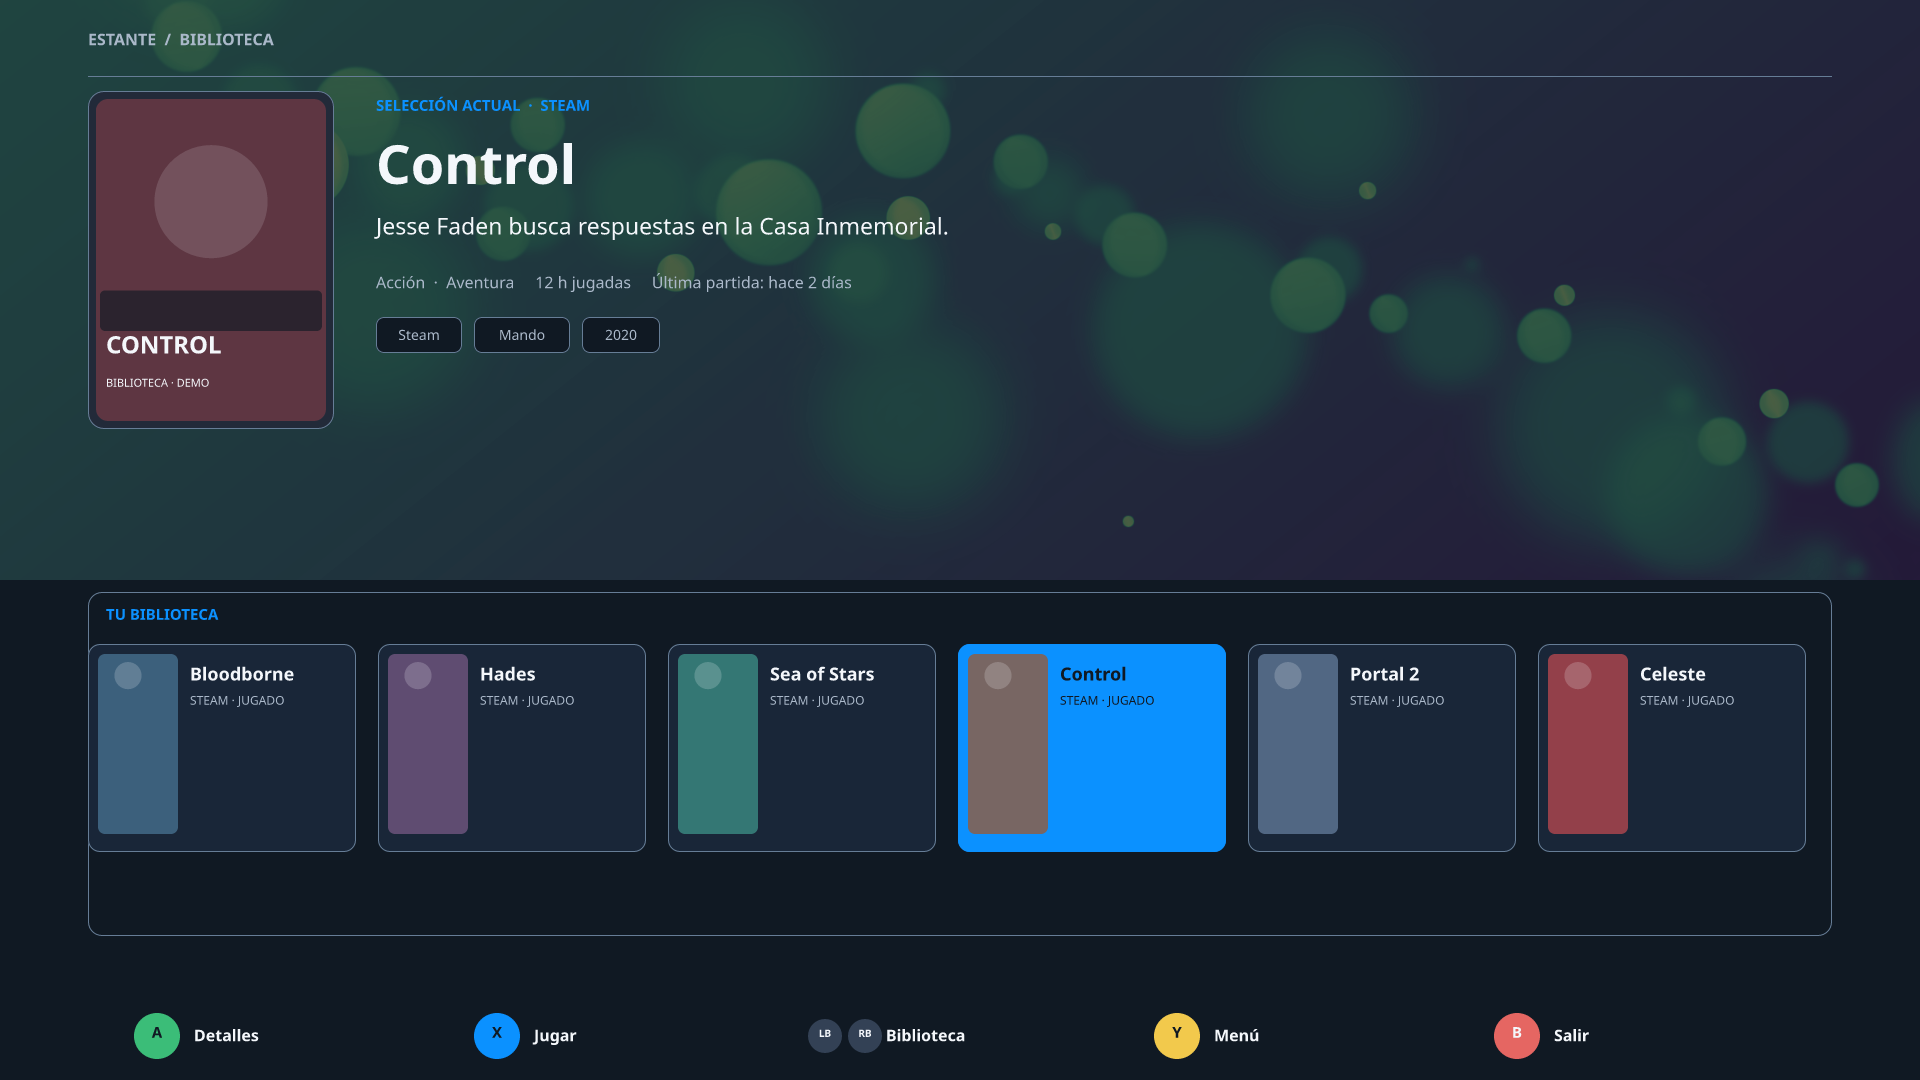 ESTANTE / BIBLIOTECA
SELECCIÓN ACTUAL · STEAM
Control
Jesse Faden busca respuestas en la Casa Inmemorial.
Acción · Aventura 12 h jugadas Última partida: hace 2 días
Steam Mando 2020
CONTROL
BIBLIOTECA · DEMO
TU BIBLIOTECA
Bloodborne
STEAM · JUGADO
Hades
STEAM · JUGADO
Sea of Stars
STEAM · JUGADO
Control
STEAM · JUGADO
Portal 2
STEAM · JUGADO
Celeste
STEAM · JUGADO
A Detalles
X Jugar
LB RB Biblioteca
Y Menú
B Salir